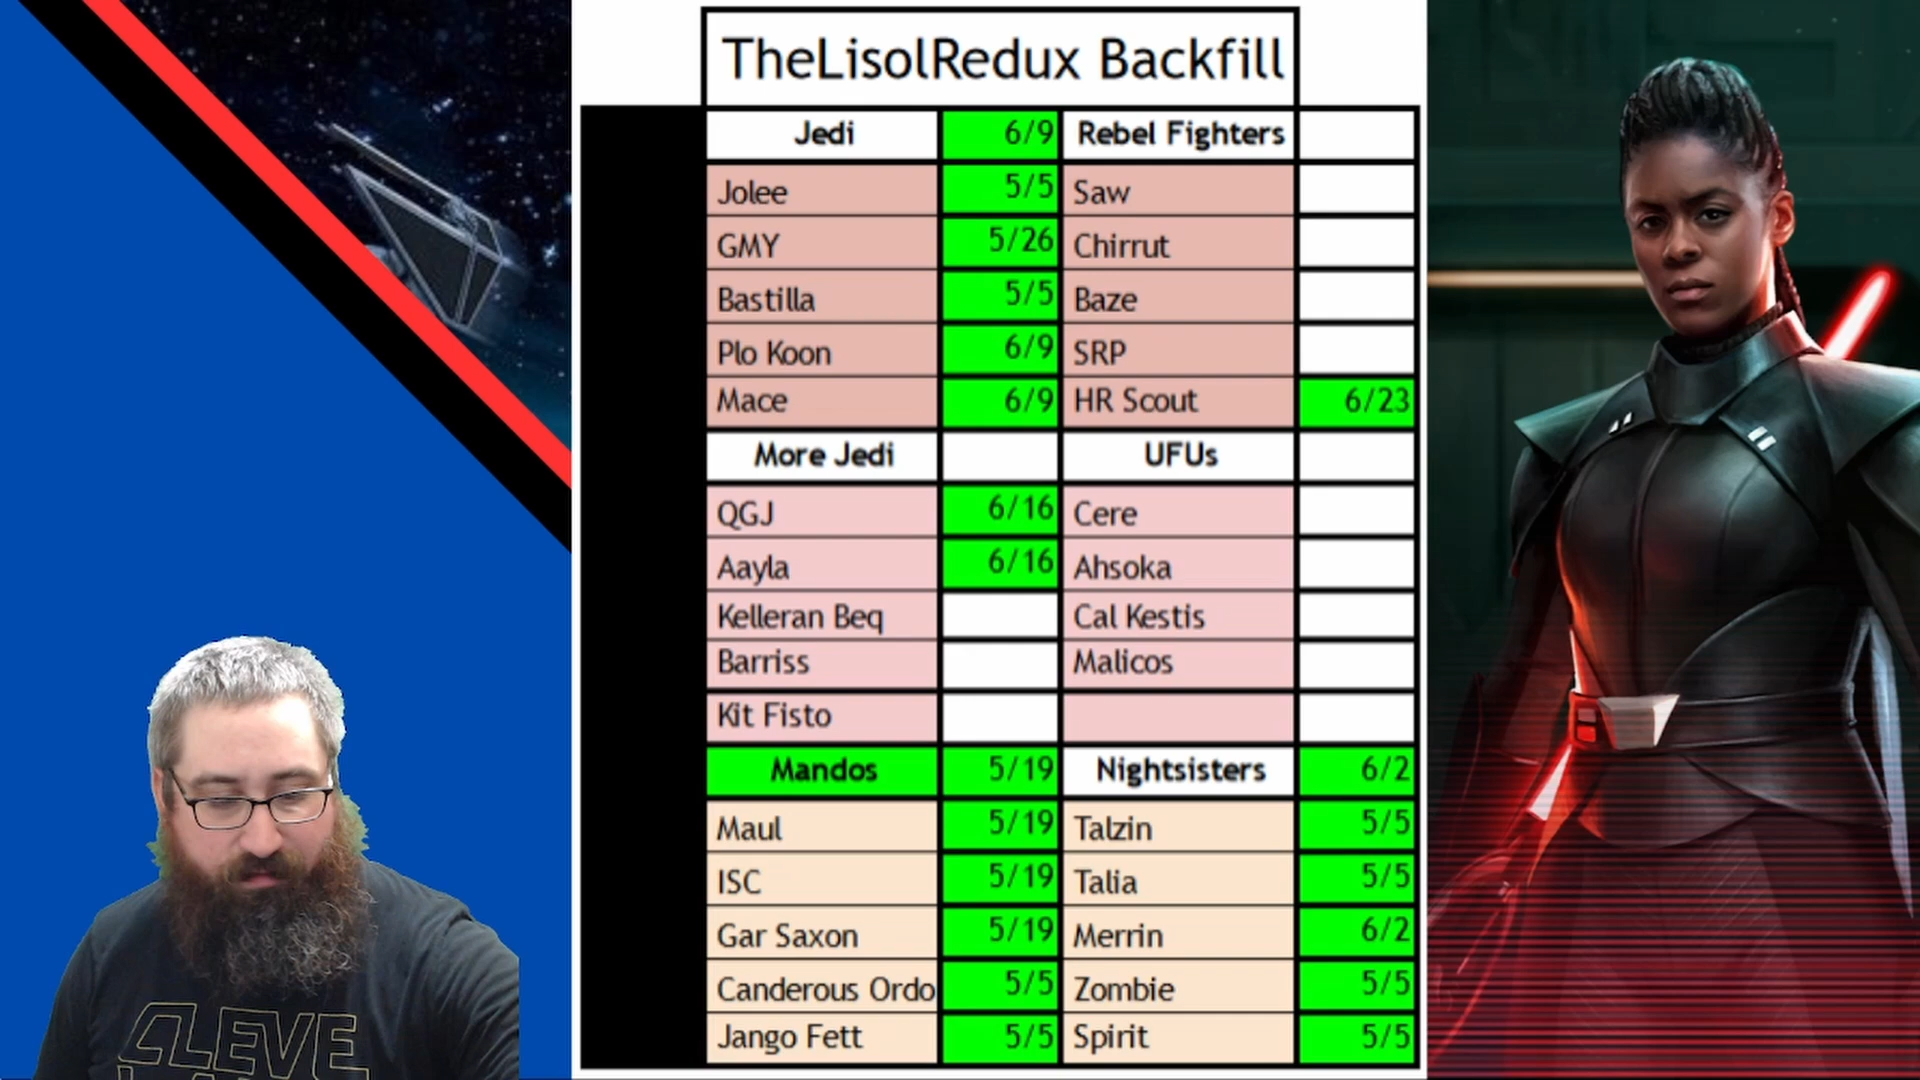 TheLisolRedux Backfill
Jedi 6/9 Rebel Fighters
Jolee 5/5 Saw
GMY 5/26 Chirrut
Bastilla 5/5 Baze
Plo Koon 6/9 SRP
Mace 6/9 HR Scout 6/23
More Jedi UFUs
QGJ 6/16 Cere
Aayla 6/16 Ahsoka
Kelleran Beq Cal Kestis
Barriss Malicos
Kit Fisto
Mandos 5/19 Nightsisters 6/2
Maul 5/19 Talzin 5/5
ISC 5/19 Talia 5/5
Gar Saxon 5/19 Merrin 6/2
Canderous Ordo 5/5 Zombie 5/5
Jango Fett 5/5 Spirit 5/5
CLEVE